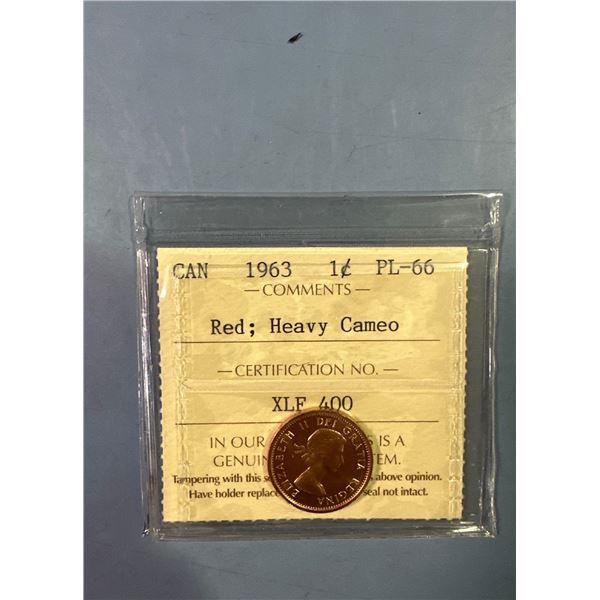 CAN 1963 1¢ PL-66
—COMMENTS—
Red; Heavy Cameo
—CERTIFICATION NO.—
XLF 400
IN OUR IS A
GENUIN EM.
Tampering with this s above opinion.
Have holder replace seal not intact.
ELIZABETH II DEI GRATIA REGINA